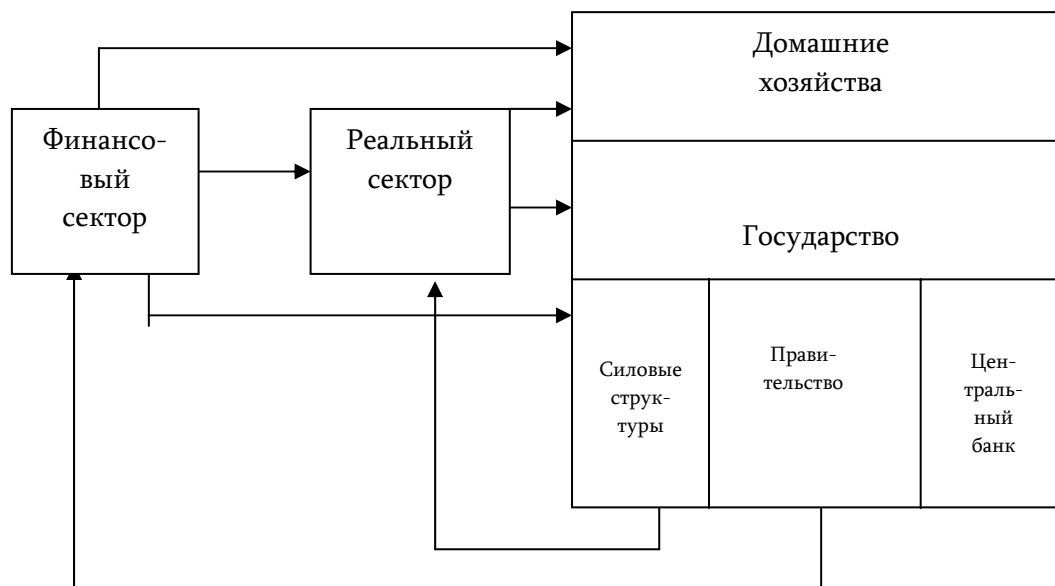 Домашние
хозяйства
Финансо-
вый
сектор
Реальный
сектор
Государство
Силовые
струк-
туры
Прави-
тельство
Цен-
траль-
ный
банк